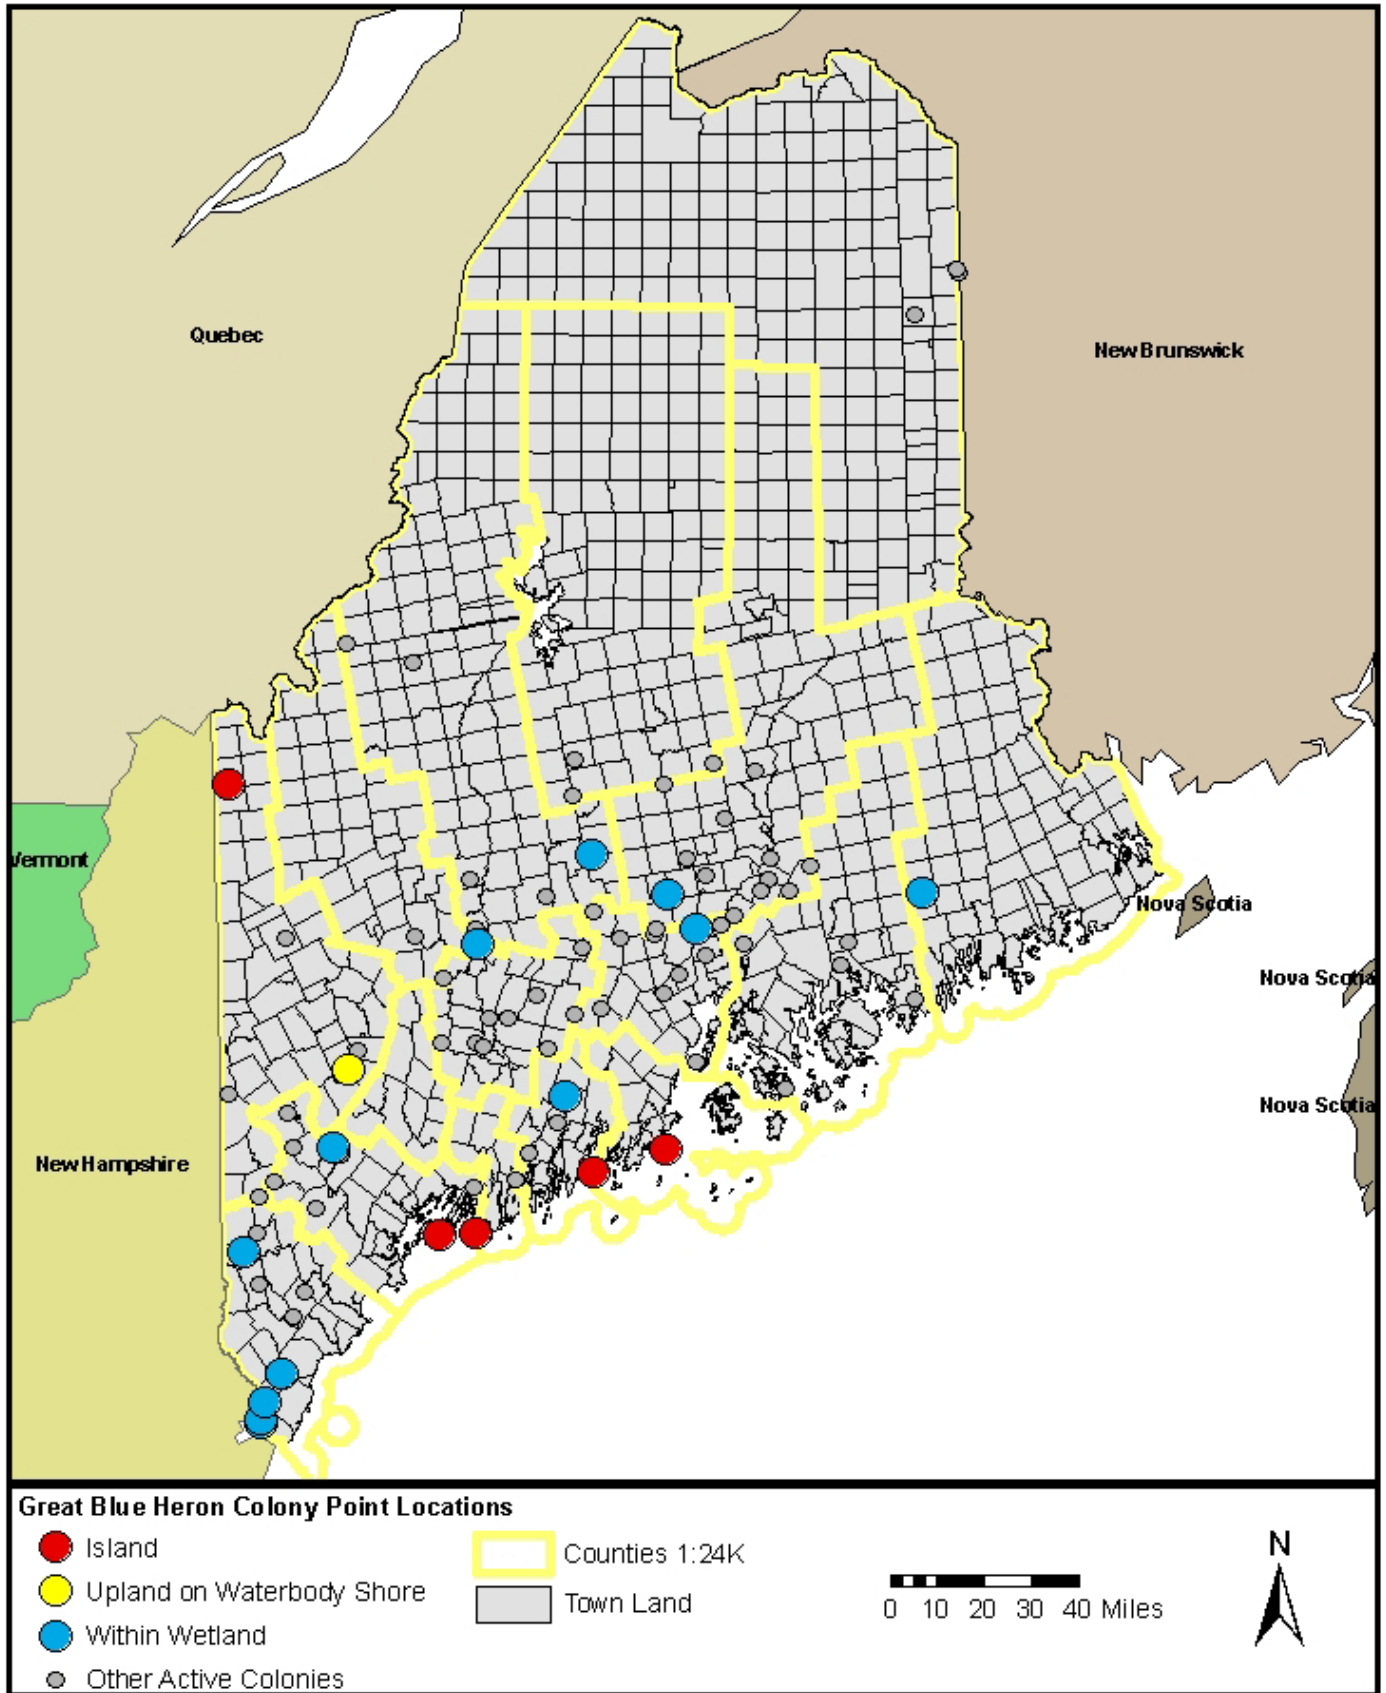 Quebec
New Brunswick
Vermont
Nova Scotia
Nova Scotia
Nova Scotia
New Hampshire
Great Blue Heron Colony Point Locations
Island
Upland on Waterbody Shore
Within Wetland
Other Active Colonies
Counties 1:24K
Town Land
0 10 20 30 40 Miles
N